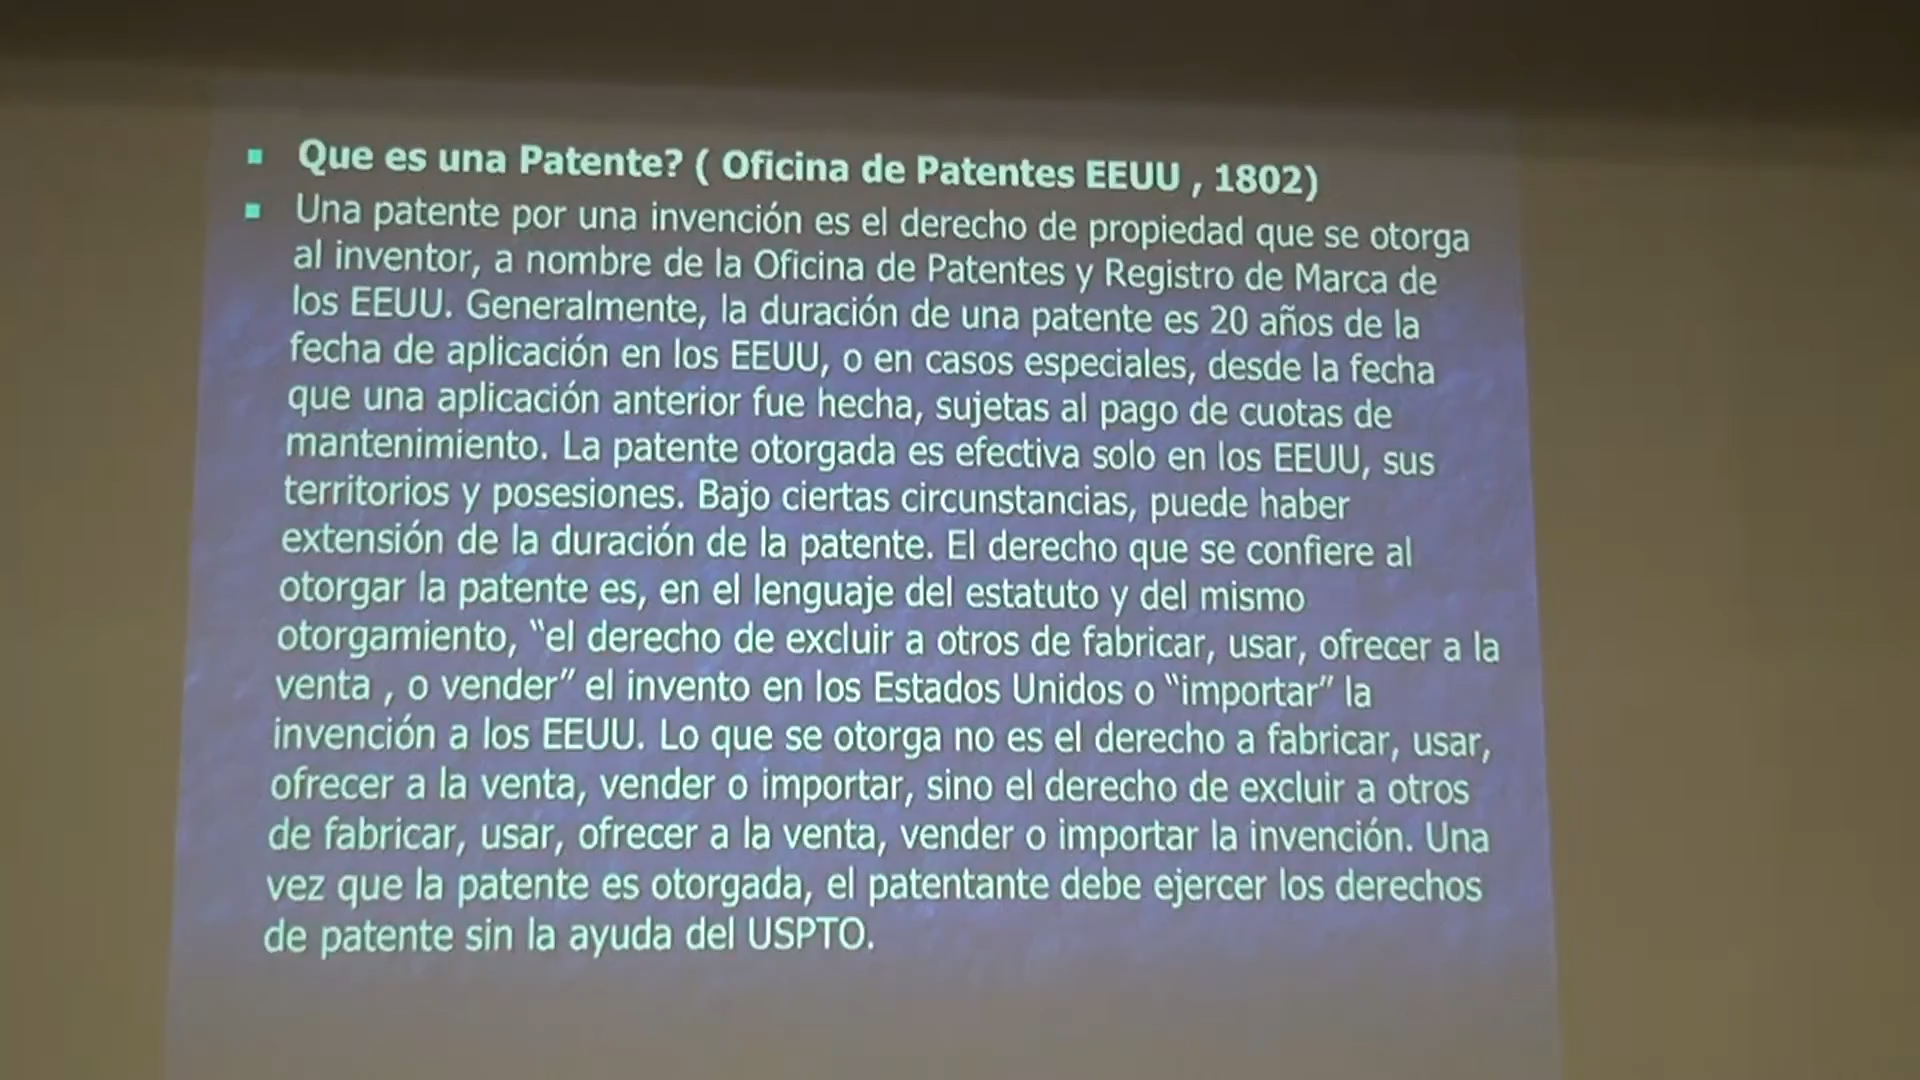 Que es una Patente? ( Oficina de Patentes EEUU , 1802)
Una patente por una invención es el derecho de propiedad que se otorga
al inventor, a nombre de la Oficina de Patentes y Registro de Marca de
los EEUU. Generalmente, la duración de una patente es 20 años de la
fecha de aplicación en los EEUU, o en casos especiales, desde la fecha
que una aplicación anterior fue hecha, sujetas al pago de cuotas de
mantenimiento. La patente otorgada es efectiva solo en los EEUU, sus
territorios y posesiones. Bajo ciertas circunstancias, puede haber
extensión de la duración de la patente. El derecho que se confiere al
otorgar la patente es, en el lenguaje del estatuto y del mismo
otorgamiento, “el derecho de excluir a otros de fabricar, usar, ofrecer a la
venta , o vender” el invento en los Estados Unidos o “importar” la
invención a los EEUU. Lo que se otorga no es el derecho a fabricar, usar,
ofrecer a la venta, vender o importar, sino el derecho de excluir a otros
de fabricar, usar, ofrecer a la venta, vender o importar la invención. Una
vez que la patente es otorgada, el patentante debe ejercer los derechos
de patente sin la ayuda del USPTO.